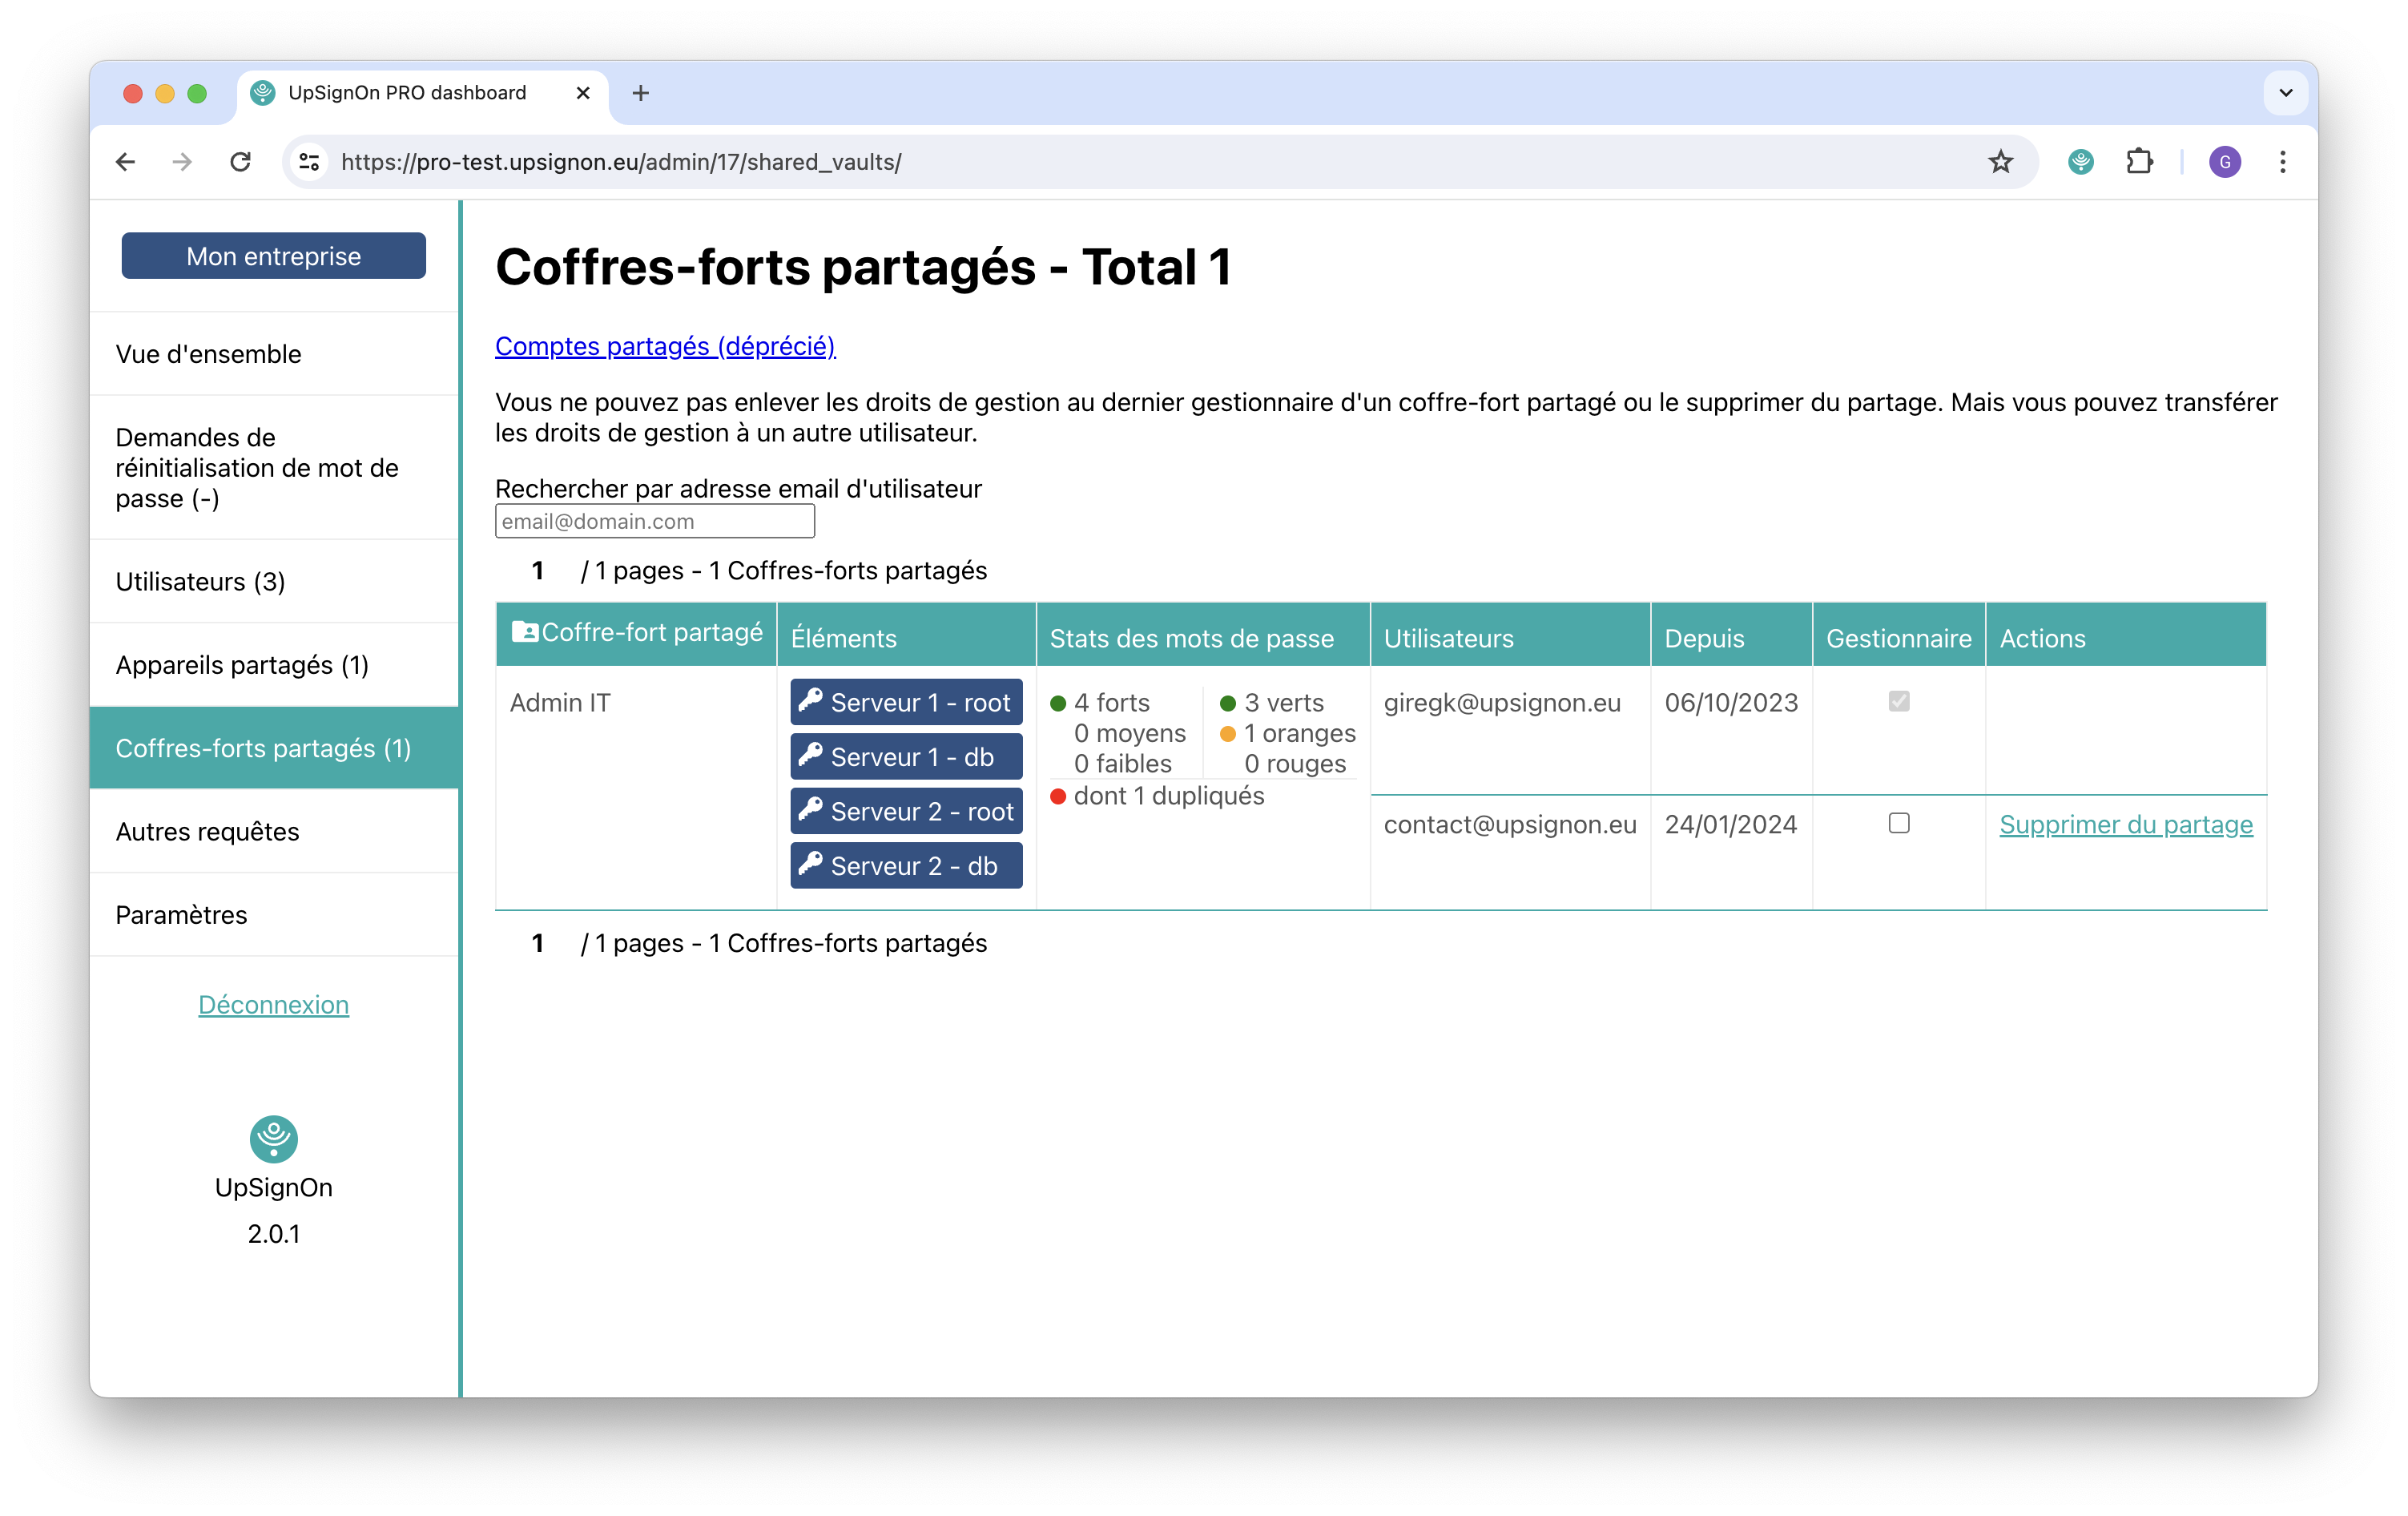 UpSignOn PRO dashboard
https://pro-test.upsignon.eu/admin/17/shared_vaults/
G
Mon entreprise
Vue d'ensemble
Demandes de
réinitialisation de mot de
passe (-)
Utilisateurs (3)
Appareils partagés (1)
Coffres-forts partagés (1)
Autres requêtes
Paramètres
Déconnexion
UpSignOn
2.0.1
Coffres-forts partagés - Total 1
Comptes partagés (déprécié)
Vous ne pouvez pas enlever les droits de gestion au dernier gestionnaire d'un coffre-fort partagé ou le supprimer du partage. Mais vous pouvez transférer
les droits de gestion à un autre utilisateur.
Rechercher par adresse email d'utilisateur
email@domain.com
1 / 1 pages - 1 Coffres-forts partagés
Coffre-fort partagé Éléments Stats des mots de passe Utilisateurs Depuis Gestionnaire Actions
Admin IT
Serveur 1 - root
Serveur 1 - db
Serveur 2 - root
Serveur 2 - db
4 forts
0 moyens
0 faibles
3 verts
1 oranges
0 rouges
dont 1 dupliqués
giregk@upsignon.eu 06/10/2023
contact@upsignon.eu 24/01/2024 Supprimer du partage
1 / 1 pages - 1 Coffres-forts partagés